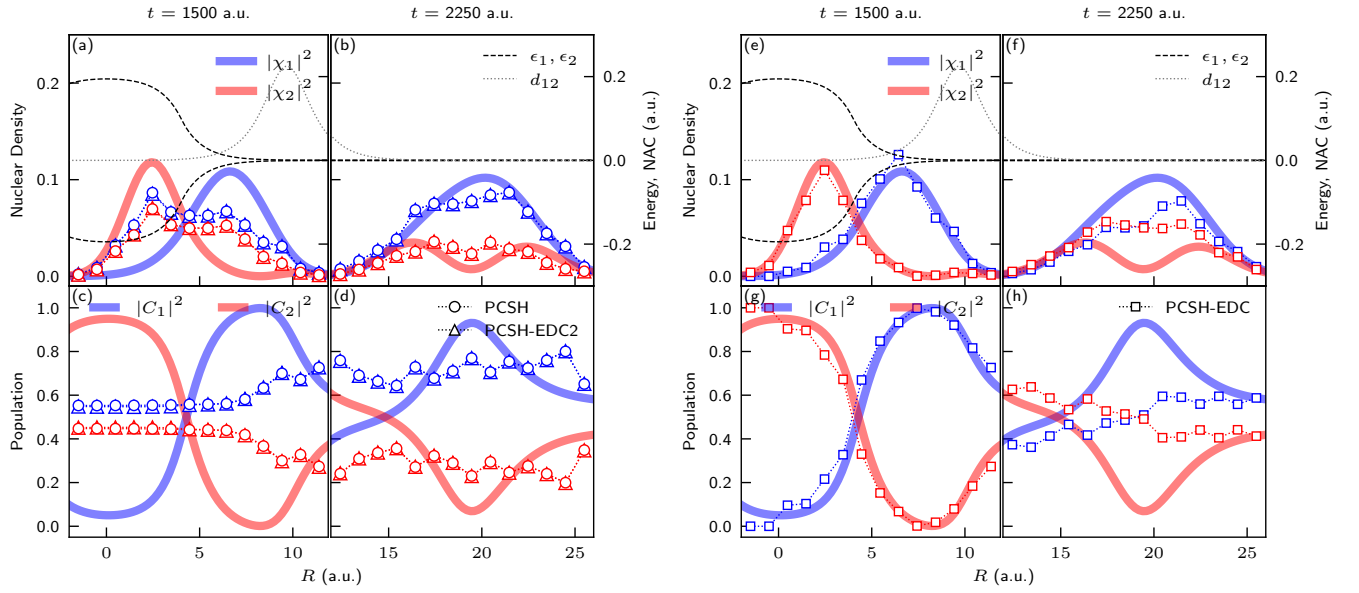 t = 1500 a.u.
t = 2250 a.u.
t = 1500 a.u.
t = 2250 a.u.
(a)
|χ₁|²
|χ₂|²
(b)
ϵ₁, ϵ₂
d₁₂
(e)
|χ₁|²
|χ₂|²
(f)
ϵ₁, ϵ₂
d₁₂
Nuclear Density
0.2
0.1
0.0
0.2
0.0
−0.2
Energy, NAC (a.u.)
Nuclear Density
0.2
0.1
0.0
0.2
0.0
−0.2
Energy, NAC (a.u.)
(c)
|C₁|²
|C₂|²
(d)
PCSH
PCSH-EDC2
(g)
|C₁|²
|C₂|²
(h)
PCSH-EDC
Population
1.0
0.8
0.6
0.4
0.2
0.0
Population
1.0
0.8
0.6
0.4
0.2
0.0
0 5 10 15 20 25
R (a.u.)
0 5 10 15 20 25
R (a.u.)